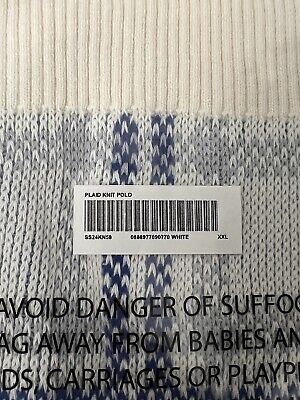 PLAID KNIT POLO
SS24KN59 0888977090770 WHITE XXL
AVOID DANGER OF SUFFOC
AG AWAY FROM BABIES AN
DS, CARRIAGES OR PLAYP